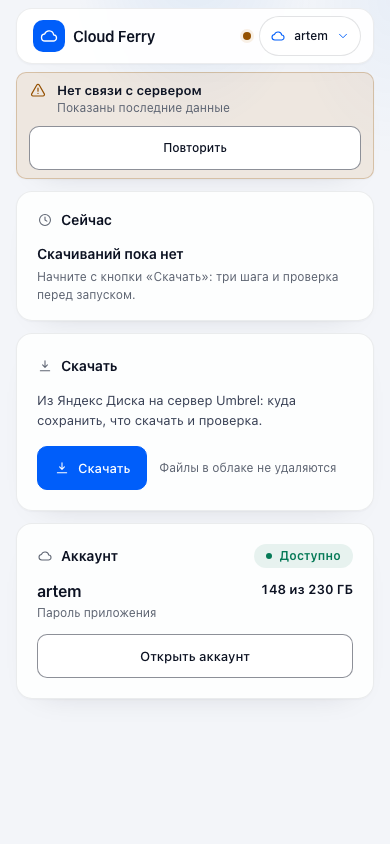 Cloud Ferry
artem
Нет связи с сервером
Показаны последние данные
Повторить
Сейчас
Скачиваний пока нет
Начните с кнопки «Скачать»: три шага и проверка
перед запуском.
Скачать
Из Яндекс Диска на сервер Umbrel: куда
сохранить, что скачать и проверка.
Скачать
Файлы в облаке не удаляются
Аккаунт
Доступно
artem
148 из 230 ГБ
Пароль приложения
Открыть аккаунт